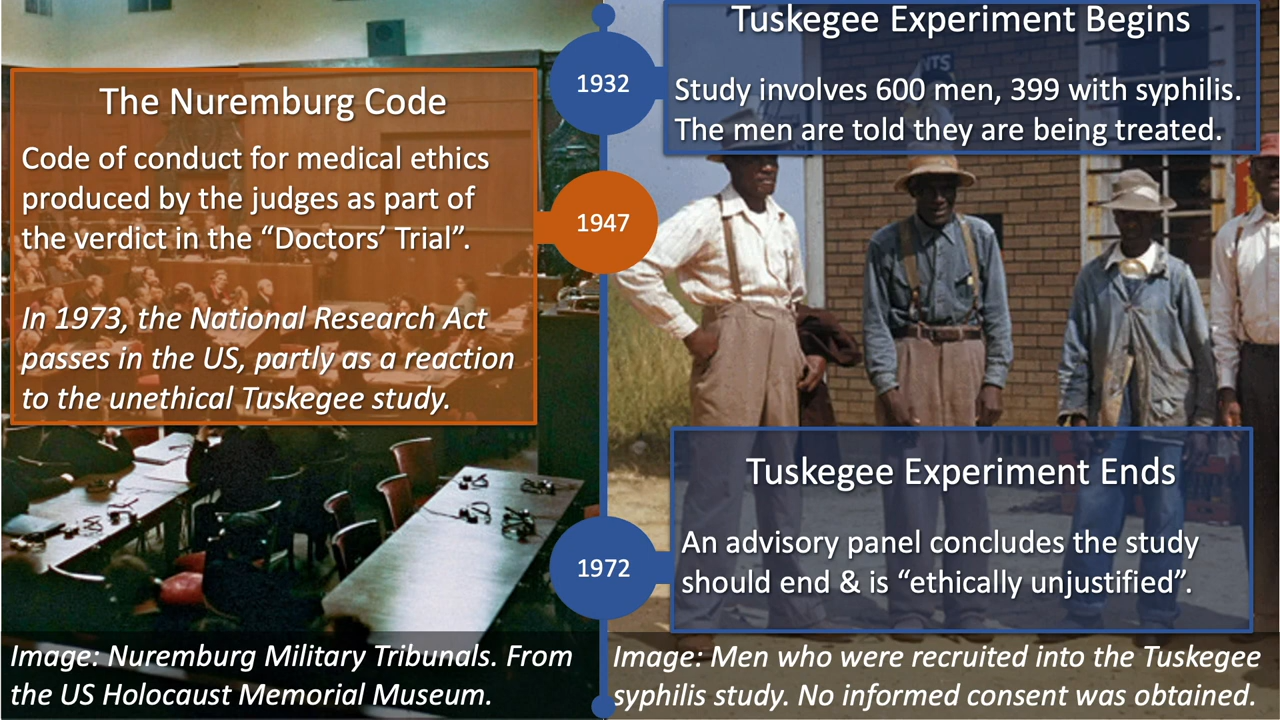 Tuskegee Experiment Begins
1932
Study involves 600 men, 399 with syphilis.
The men are told they are being treated.
The Nuremburg Code
Code of conduct for medical ethics
produced by the judges as part of
the verdict in the “Doctors’ Trial”.
1947
In 1973, the National Research Act
passes in the US, partly as a reaction
to the unethical Tuskegee study.
Tuskegee Experiment Ends
1972
An advisory panel concludes the study
should end & is “ethically unjustified”.
Image: Nuremburg Military Tribunals. From
the US Holocaust Memorial Museum.
Image: Men who were recruited into the Tuskegee
syphilis study. No informed consent was obtained.